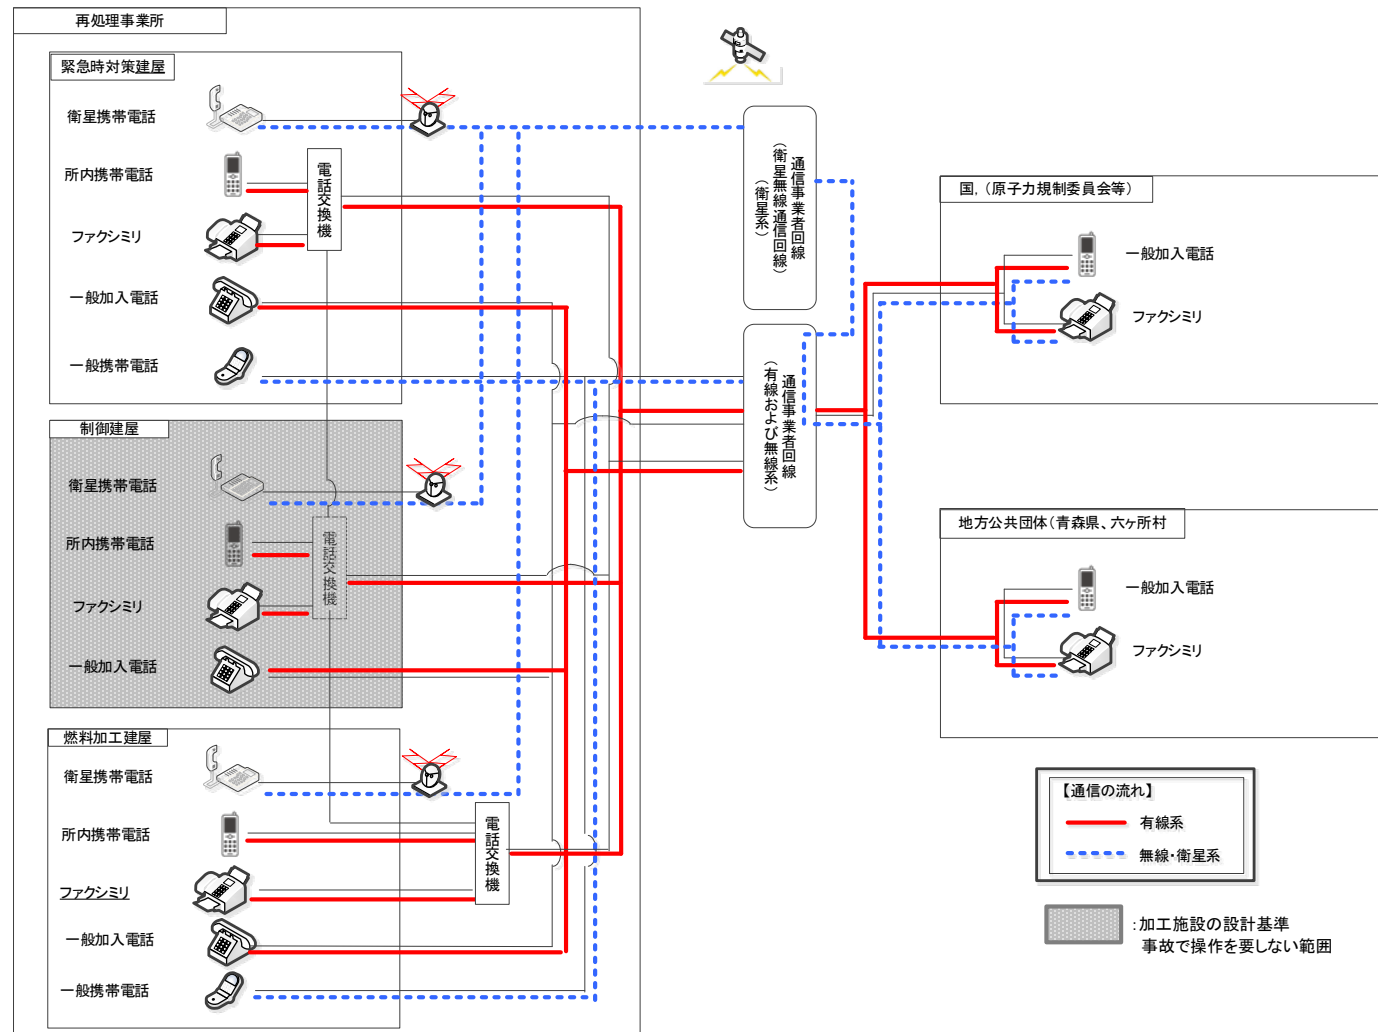 再処理事業所
緊急時対策建屋
衛星携帯電話
所内携帯電話
ファクシミリ
一般加入電話
一般携帯電話
電話交換機
制御建屋
衛星携帯電話
所内携帯電話
ファクシミリ
一般加入電話
電話交換機
燃料加工建屋
衛星携帯電話
所内携帯電話
ファクシミリ
一般加入電話
一般携帯電話
電話交換機
通信事業者回線
(衛星無線通信回線)
(衛星系)
通信事業者回線
(有線および無線系)
国,（原子力規制委員会等）
一般加入電話
ファクシミリ
地方公共団体(青森県、六ヶ所村
一般加入電話
ファクシミリ
【通信の流れ】
有線系
無線・衛星系
:加工施設の設計基準
事故で操作を要しない範囲